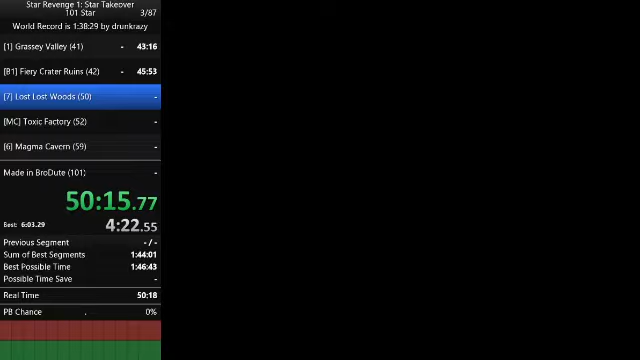 Star Revenge 1: Star Takeover
101 Star 3/87
World Record is 1:38:29 by drunkrazy
[1] Grassey Valley (41) - 43:16
[B1] Fiery Crater Ruins (42) - 45:53
[7] Lost Lost Woods (50) -
[MC] Toxic Factory (52) -
[6] Magma Cavern (59) -
Made in BroDute (101) -
50:15.77
Best: 6:03.29 4:22.55
Previous Segment - / -
Sum of Best Segments 1:44:01
Best Possible Time 1:46:43
Possible Time Save -
Real Time 50:18
PB Chance . 0%